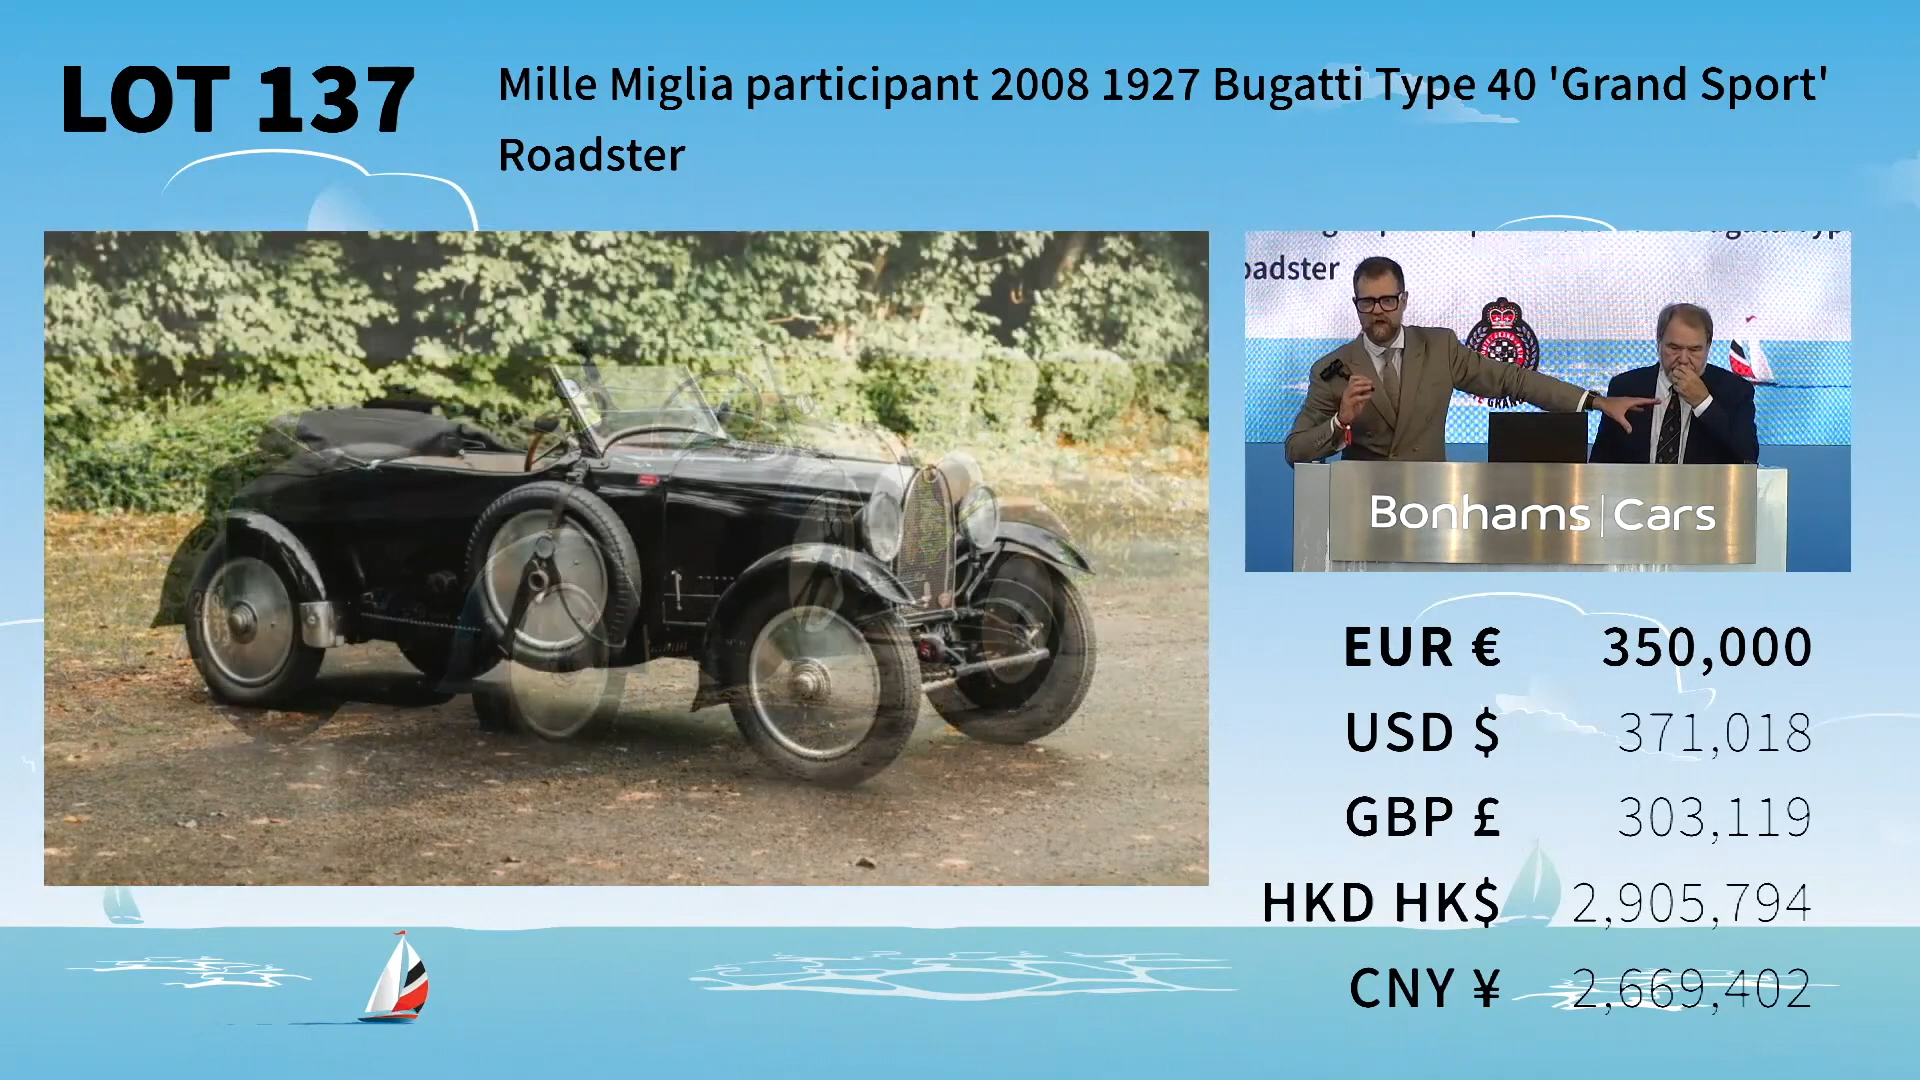 LOT 137
Mille Miglia participant 2008 1927 Bugatti Type 40 'Grand Sport'
Roadster
Bonhams | Cars
EUR € 350,000
USD $ 371,018
GBP £ 303,119
HKD HK$ 2,905,794
CNY ¥ 2,669,402